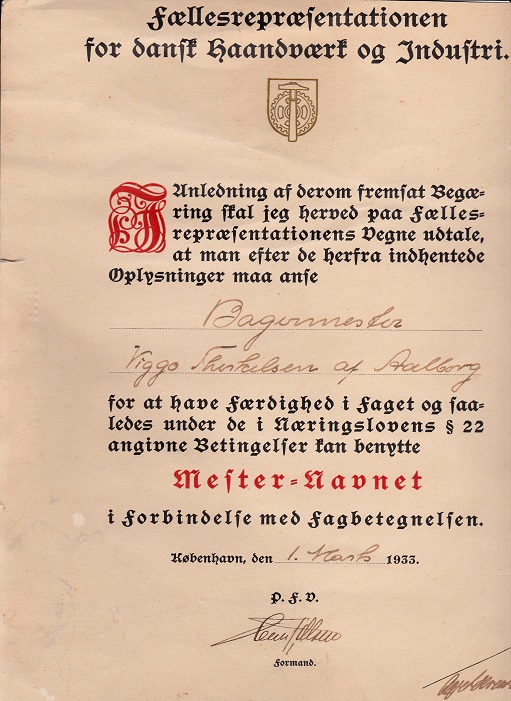 Fællesrepræsentationen
for dansk Haandværk og Industri.
I Anledning af derom fremsat Begæ-
ring skal jeg herved paa Fælles-
repræsentationens Vegne udtale,
at man efter de herfra indhentede
Oplysninger maa anse
Bagermester
Viggo Therkelsen af Aalborg
for at have Færdighed i Faget og saa-
ledes under de i Næringslovens § 22
angivne Betingelser kan benytte
Mester-Navnet
i Forbindelse med Fagbetegnelsen.
København, den 1. Marts 1933.
P. F. V.
Formand.